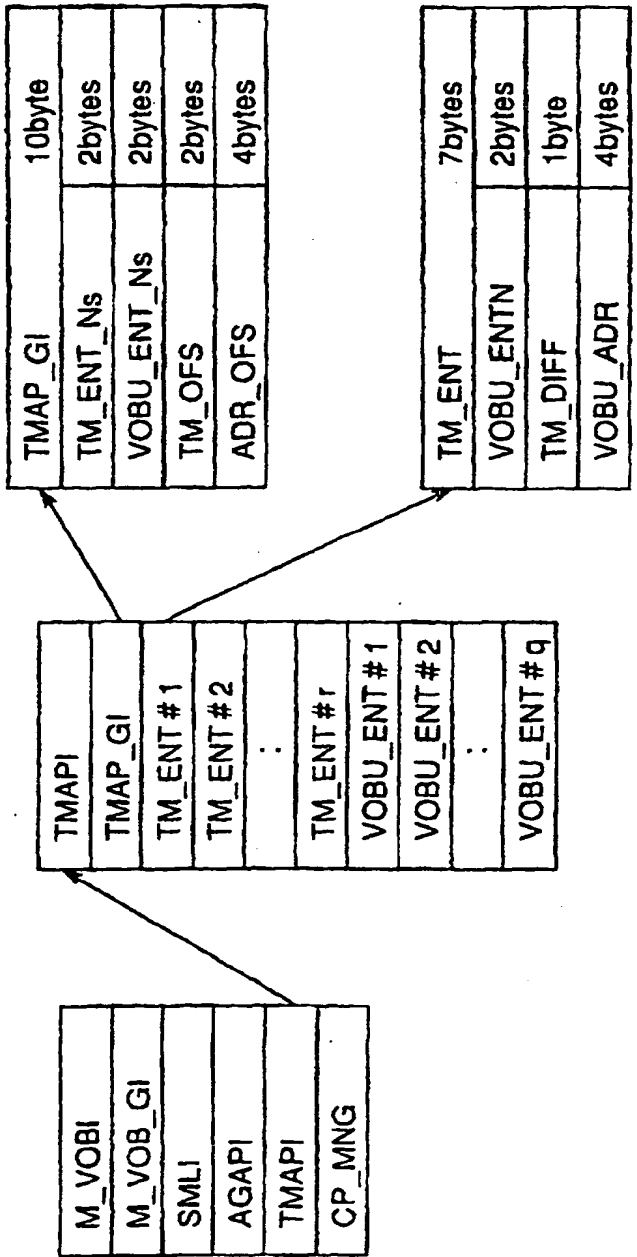 M_VOBI
M_VOB_GI
SMLI
AGAPI
TMAPI
CP_MNG
TMAPI
TMAP_GI
TM_ENT#1
TM_ENT#2
:
TM_ENT#r
VOBU_ENT#1
VOBU_ENT#2
:
VOBU_ENT#q
TMAP_GI 10byte
TM_ENT_Ns 2bytes
VOBU_ENT_Ns 2bytes
TM_OFS 2bytes
ADR_OFS 4bytes
TM_ENT 7bytes
VOBU_ENTN 2bytes
TM_DIFF 1byte
VOBU_ADR 4bytes